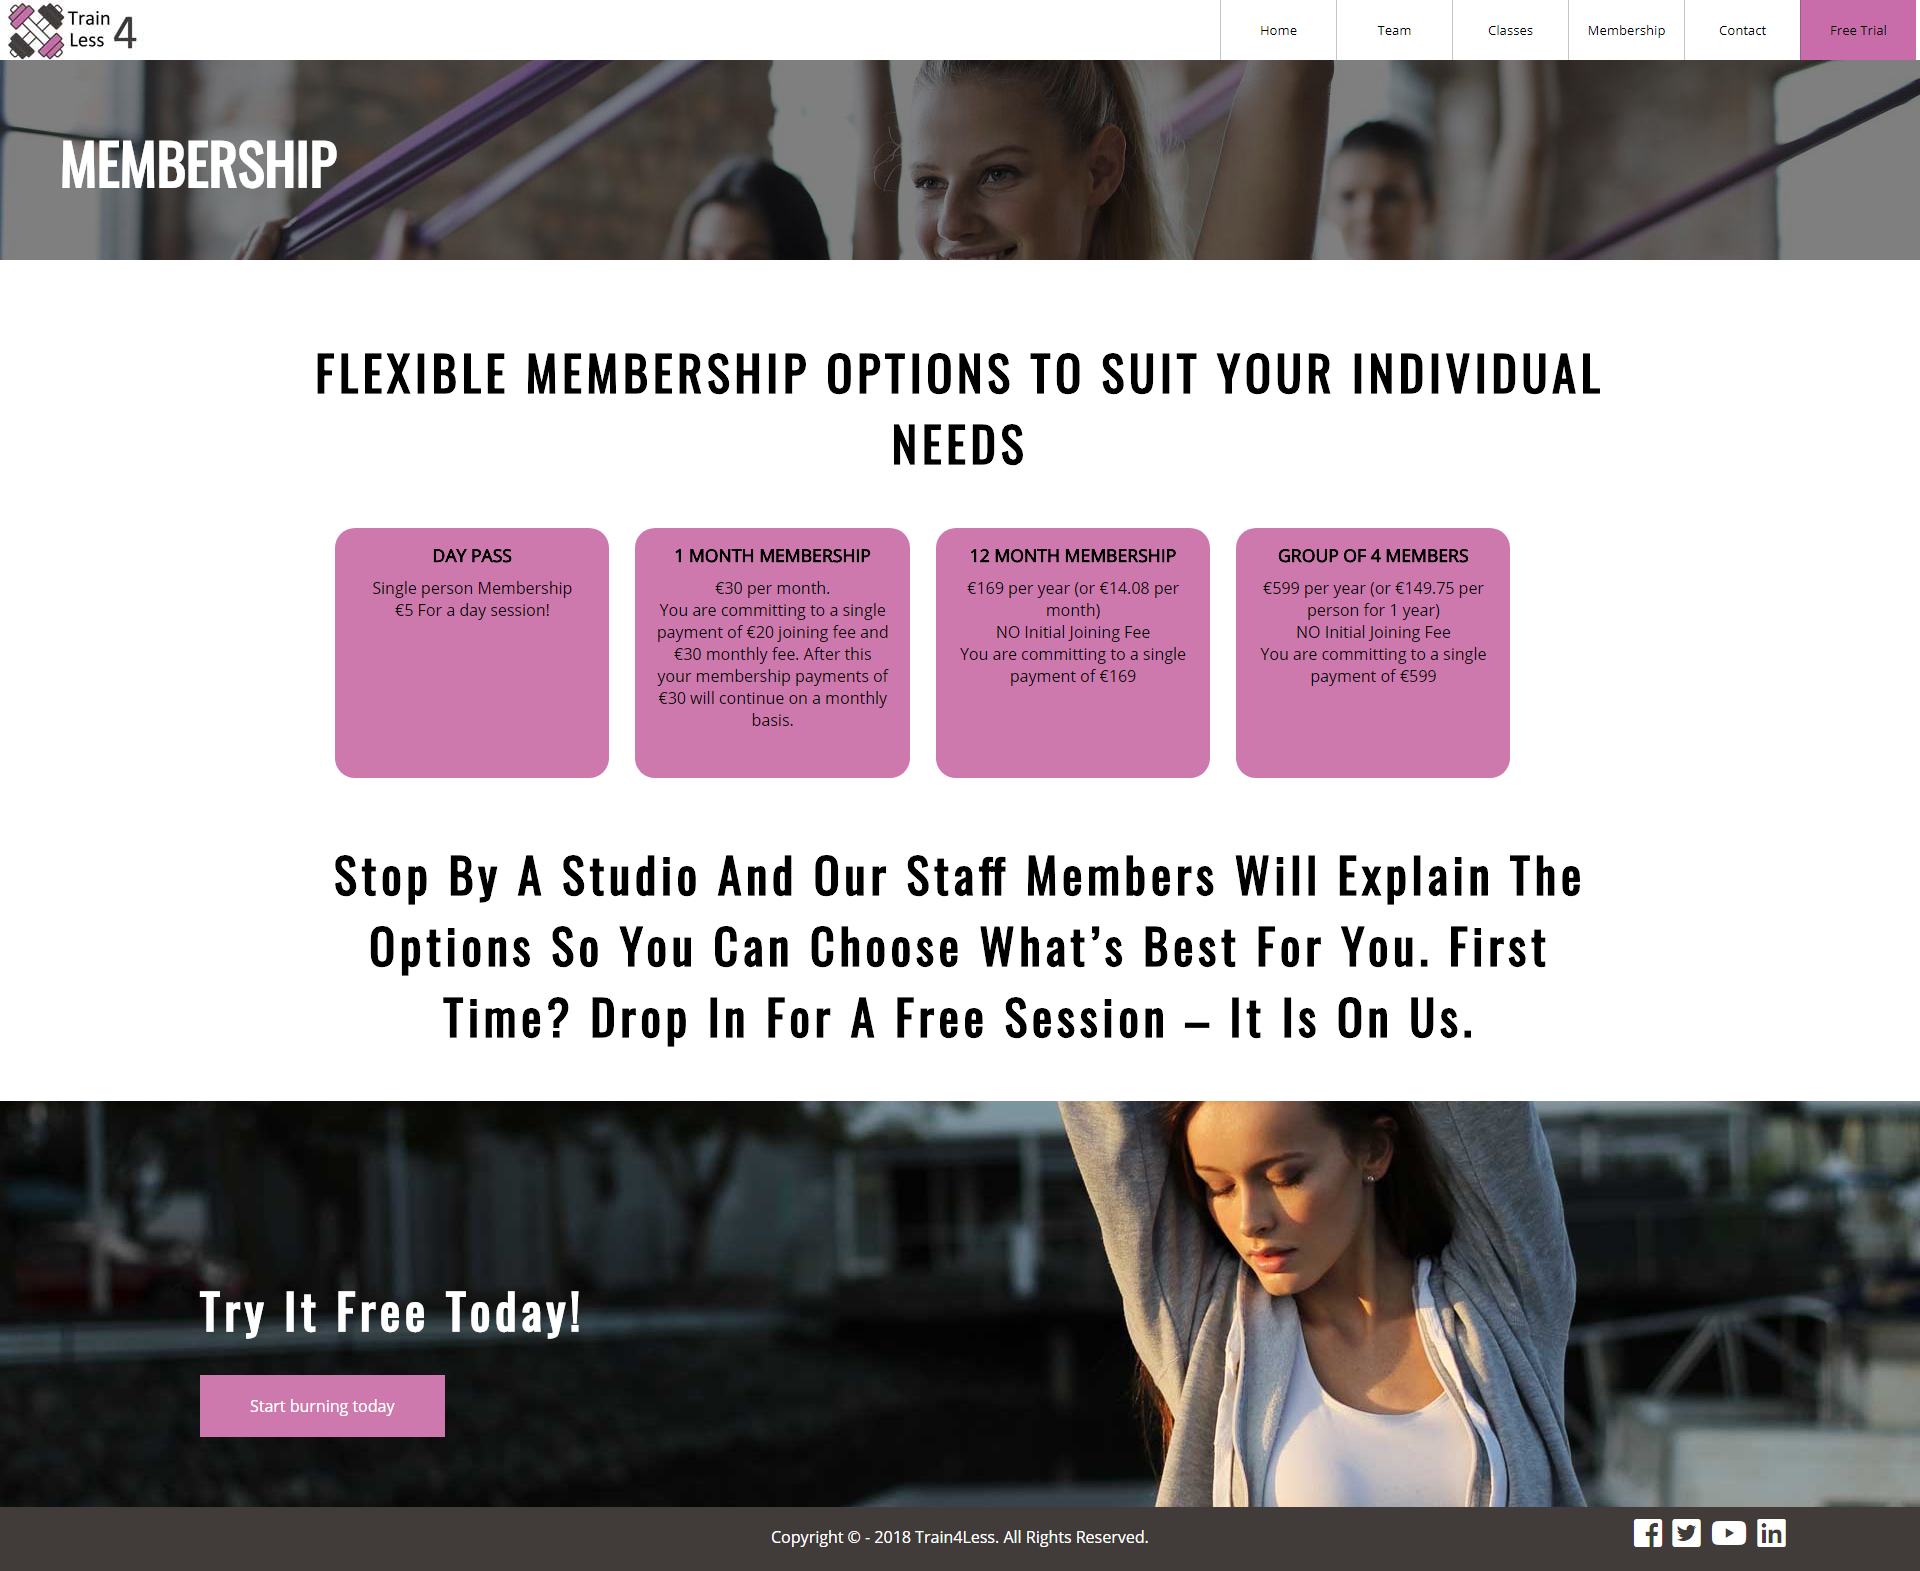 Train
Less 4
Home
Team
Classes
Membership
Contact
Free Trial
MEMBERSHIP
FLEXIBLE MEMBERSHIP OPTIONS TO SUIT YOUR INDIVIDUAL
NEEDS
DAY PASS
Single person Membership
€5 For a day session!
1 MONTH MEMBERSHIP
€30 per month.
You are committing to a single
payment of €20 joining fee and
€30 monthly fee. After this
your membership payments of
€30 will continue on a monthly
basis.
12 MONTH MEMBERSHIP
€169 per year (or €14.08 per
month)
NO Initial Joining Fee
You are committing to a single
payment of €169
GROUP OF 4 MEMBERS
€599 per year (or €149.75 per
person for 1 year)
NO Initial Joining Fee
You are committing to a single
payment of €599
Stop By A Studio And Our Staff Members Will Explain The
Options So You Can Choose What’s Best For You. First
Time? Drop In For A Free Session – It Is On Us.
Try It Free Today!
Start burning today
Copyright © - 2018 Train4Less. All Rights Reserved.